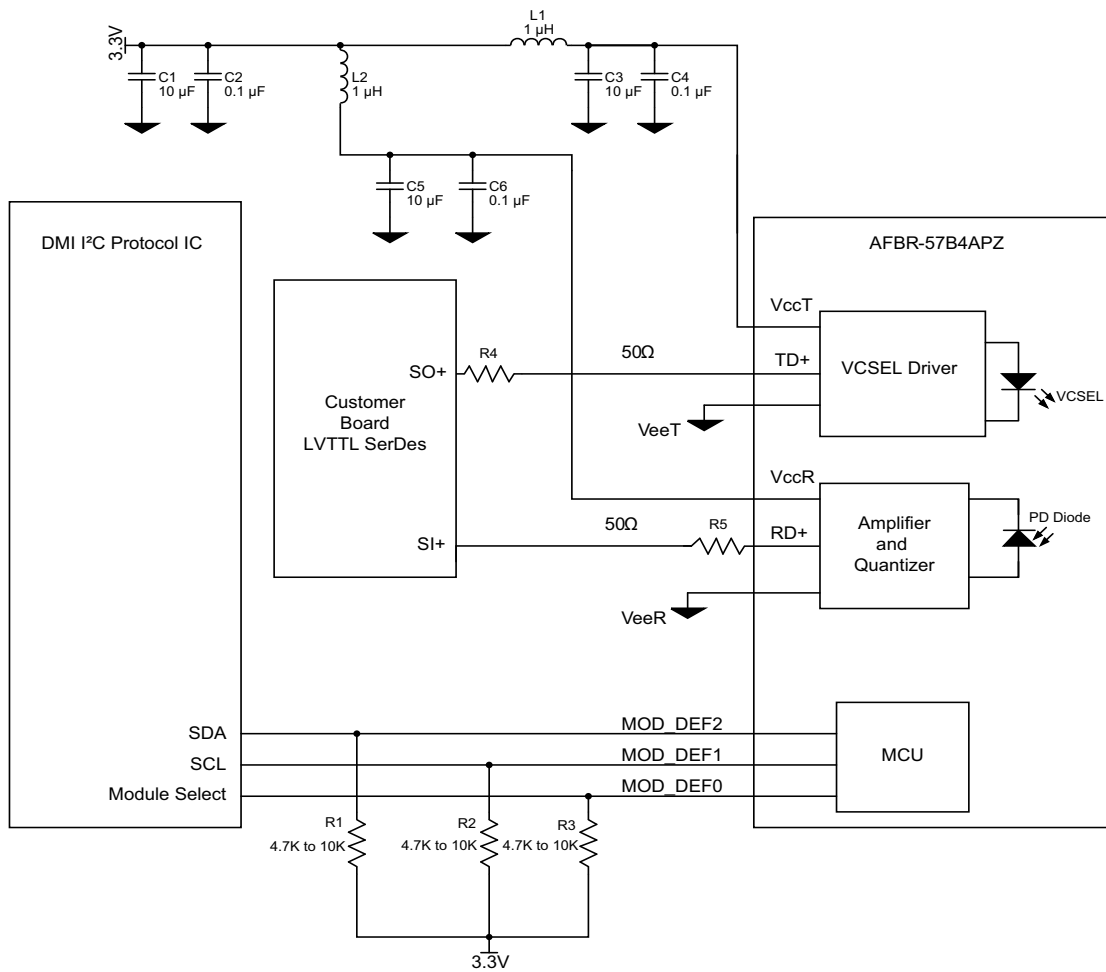 L1
1 µH
3.3V
C1
10 µF
C2
0.1 µF
L2
1 µH
C3
10 µF
C4
0.1 µF
C5
10 µF
C6
0.1 µF
DMI I²C Protocol IC
AFBR-57B4APZ
VccT
R4
50Ω
TD+
SO+
VCSEL Driver
VCSEL
Customer
Board
LVTTL SerDes
VeeT
VccR
50Ω
R5
RD+
SI+
Amplifier
and
Quantizer
PD Diode
VeeR
SDA
MOD_DEF2
SCL
MOD_DEF1
MCU
Module Select
MOD_DEF0
R1
4.7K to 10K
R2
4.7K to 10K
R3
4.7K to 10K
3.3V